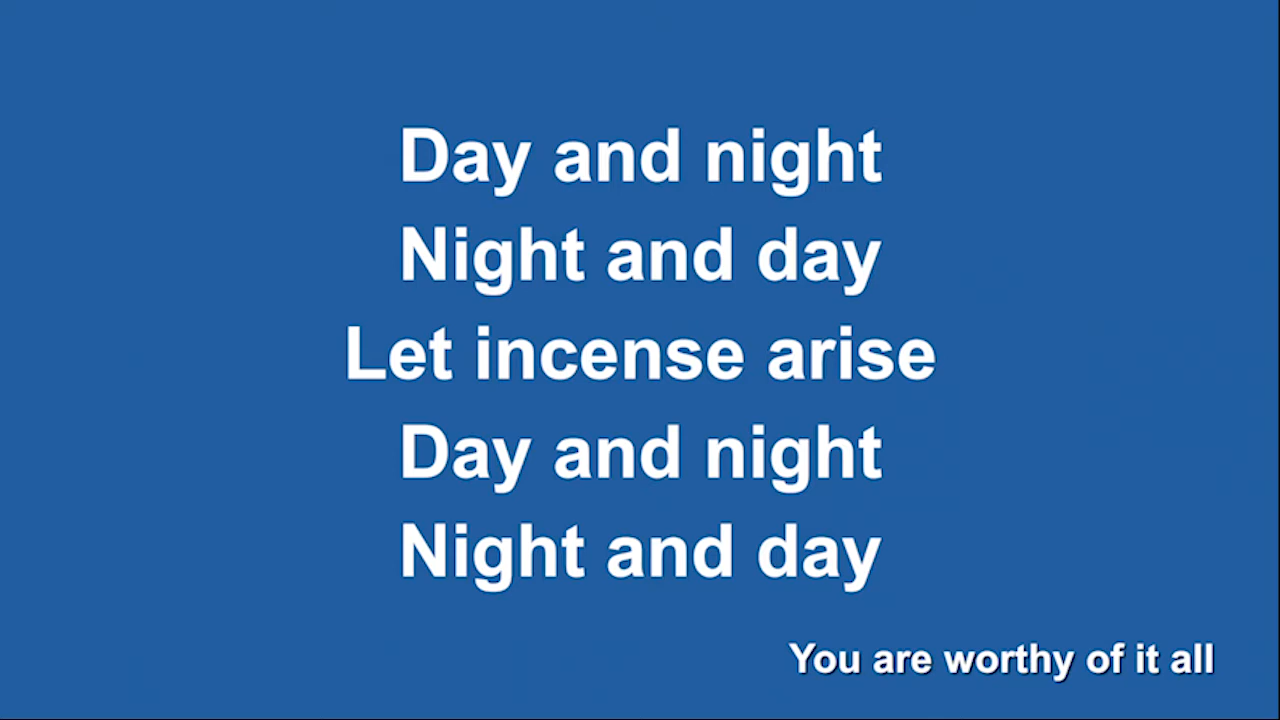 Day and night
Night and day
Let incense arise
Day and night
Night and day
You are worthy of it all